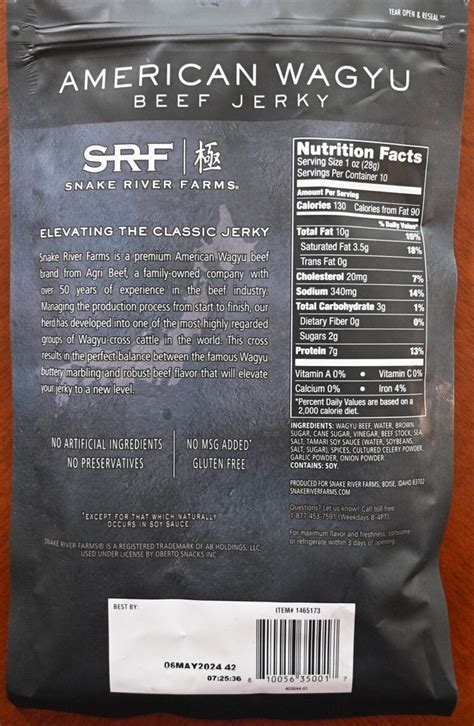 TEAR OPEN & RESEAL
AMERICAN WAGYU
BEEF JERKY
SRF 極
SNAKE RIVER FARMS®
ELEVATING THE CLASSIC JERKY
Snake River Farms is a premium American Wagyu beef
brand from Agri Beef, a family-owned company with
over 50 years of experience in the beef industry.
Managing the production process from start to finish, our
herd has developed into one of the most highly regarded
groups of Wagyu-cross cattle in the world. This cross
results in the perfect balance between the famous Wagyu
buttery marbling and robust beef flavor that will elevate
your jerky to a new level.
NO ARTIFICIAL INGREDIENTS
NO PRESERVATIVES
NO MSG ADDED*
GLUTEN FREE
*EXCEPT FOR THAT WHICH NATURALLY
OCCURS IN SOY SAUCE.
SNAKE RIVER FARMS® IS A REGISTERED TRADEMARK OF AB HOLDINGS, LLC.
USED UNDER LICENSE BY OBERTO SNACKS INC.
Nutrition Facts
Serving Size 1 oz (28g)
Servings Per Container 10
Amount Per Serving
Calories 130 Calories from Fat 90
% Daily Value*
Total Fat 10g 15%
Saturated Fat 3.5g 18%
Trans Fat 0g
Cholesterol 20mg 7%
Sodium 340mg 14%
Total Carbohydrate 3g 1%
Dietary Fiber 0g 0%
Sugars 2g
Protein 7g 13%
Vitamin A 0% • Vitamin C 0%
Calcium 0% • Iron 4%
*Percent Daily Values are based on a
2,000 calorie diet.
INGREDIENTS: WAGYU BEEF, WATER, BROWN
SUGAR, CANE SUGAR, VINEGAR, BEEF STOCK, SEA
SALT, TAMARI SOY SAUCE (WATER, SOYBEANS,
SALT, SUGAR); SPICES, CULTURED CELERY POWDER,
GARLIC POWDER, ONION POWDER.
CONTAINS: SOY.
PRODUCED FOR SNAKE RIVER FARMS, BOISE, IDAHO 83702
SNAKERIVERFARMS.COM
Questions? Let us know! Call toll free
1-877-453-7591 (Weekdays 8-4PT)
For maximum flavor and freshness, consume
or refrigerate within 3 days of opening.
BEST BY:
ITEM# 1465173
06MAY2024 42
07:25:36
8 10056 35001 7